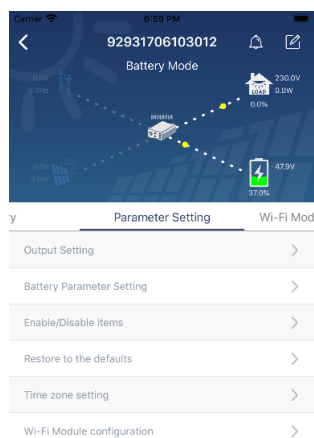 Carrier 6:55 PM
92931706103012
Battery Mode
0.0V
0.0Hz
230.0V
0.0W
LOAD
0.0%
INVERTER
0.0V
0.0W
47.9V
37.0%
y Parameter Setting Wi-Fi Mod
Output Setting
Battery Parameter Setting
Enable/Disable items
Restore to the defaults
Time zone setting
Wi-Fi Module configuration